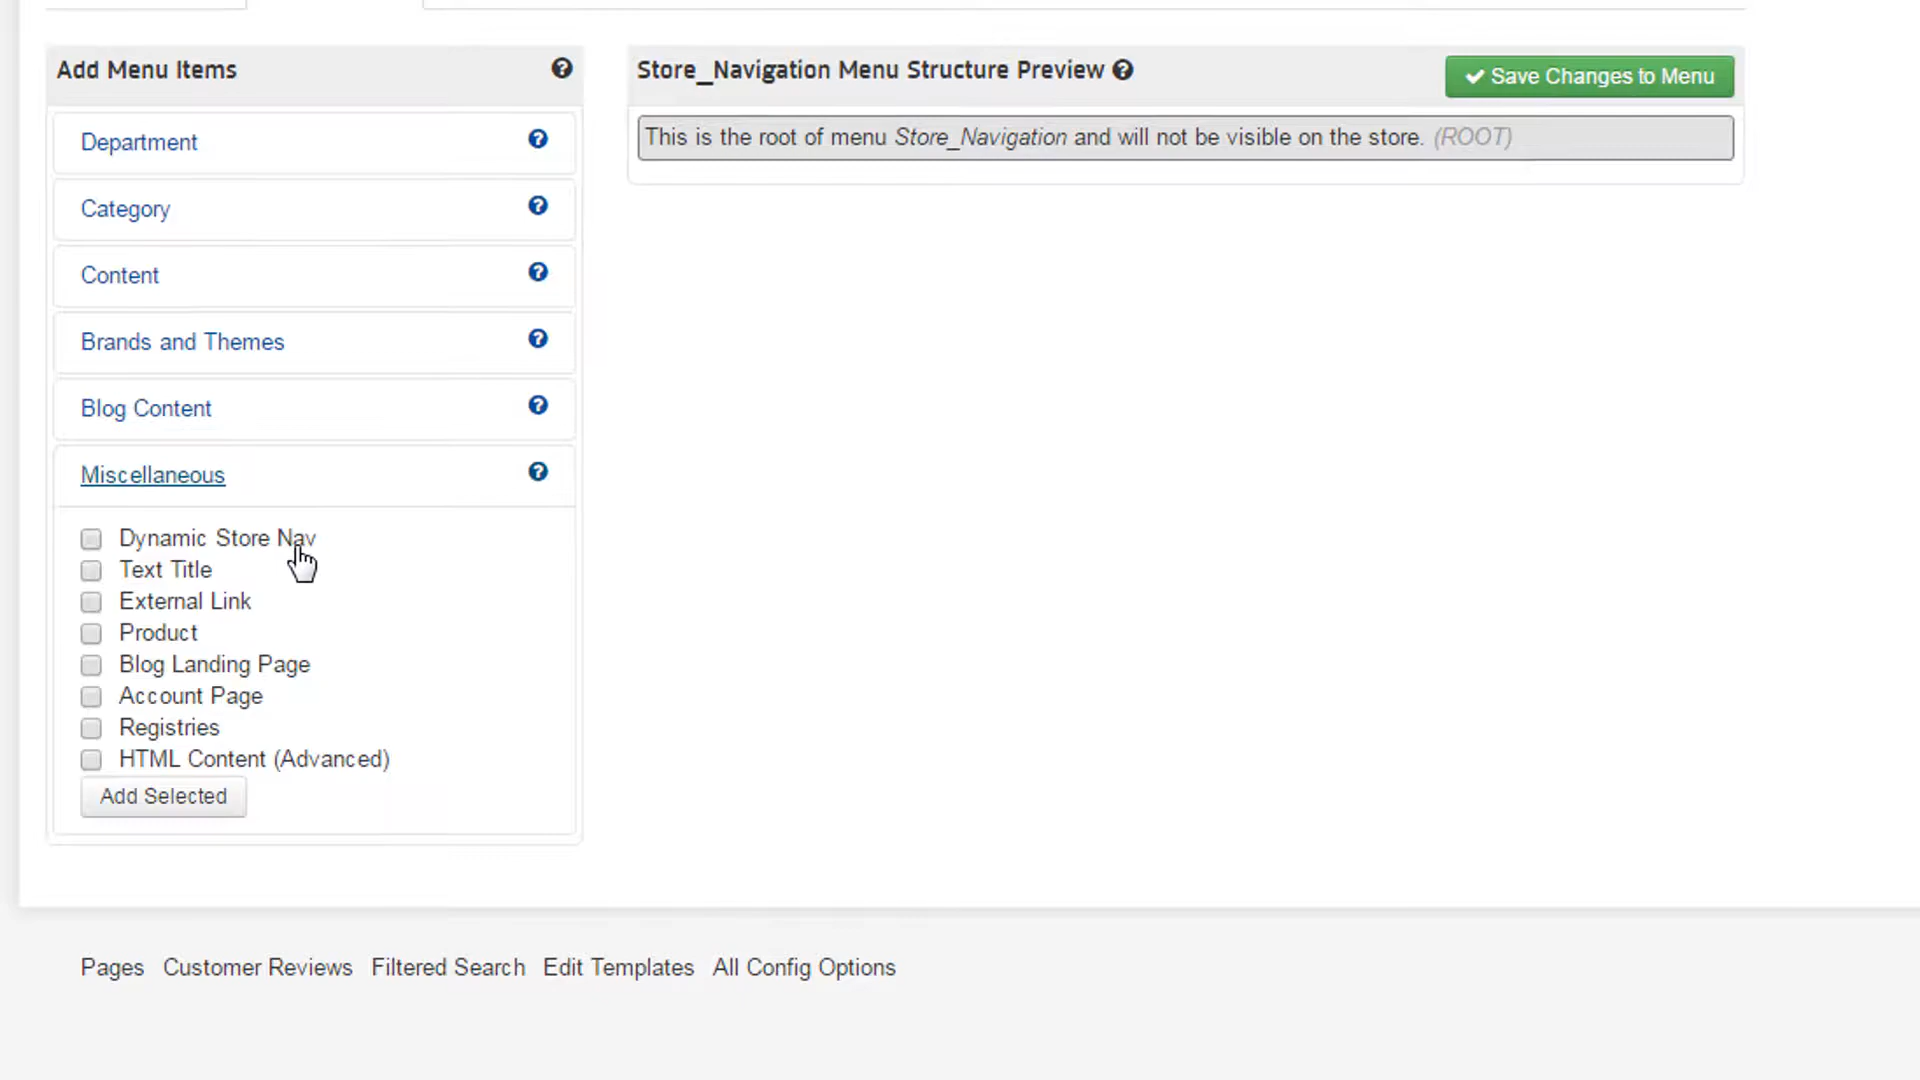 Add Menu Items
Department
Category
Content
Brands and Themes
Blog Content
Miscellaneous
Dynamic Store Nav
Text Title
External Link
Product
Blog Landing Page
Account Page
Registries
HTML Content (Advanced)
Add Selected
Store_Navigation Menu Structure Preview
Save Changes to Menu
This is the root of menu Store_Navigation and will not be visible on the store. (ROOT)
Pages Customer Reviews Filtered Search Edit Templates All Config Options